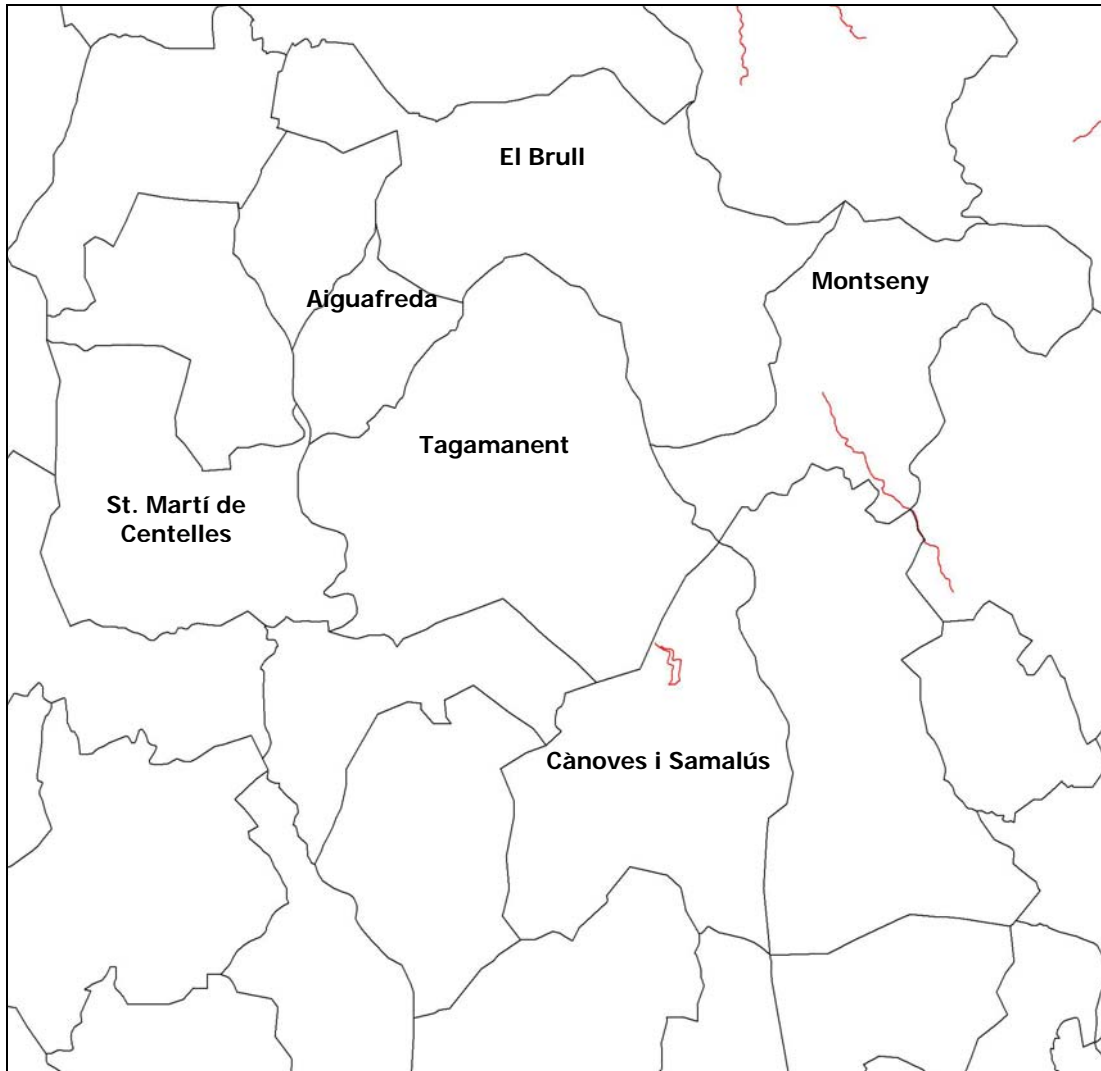 El Brull
Montseny
Aiguafreda
Tagamanent
St. Martí de
Centelles
Cànoves i Samalús